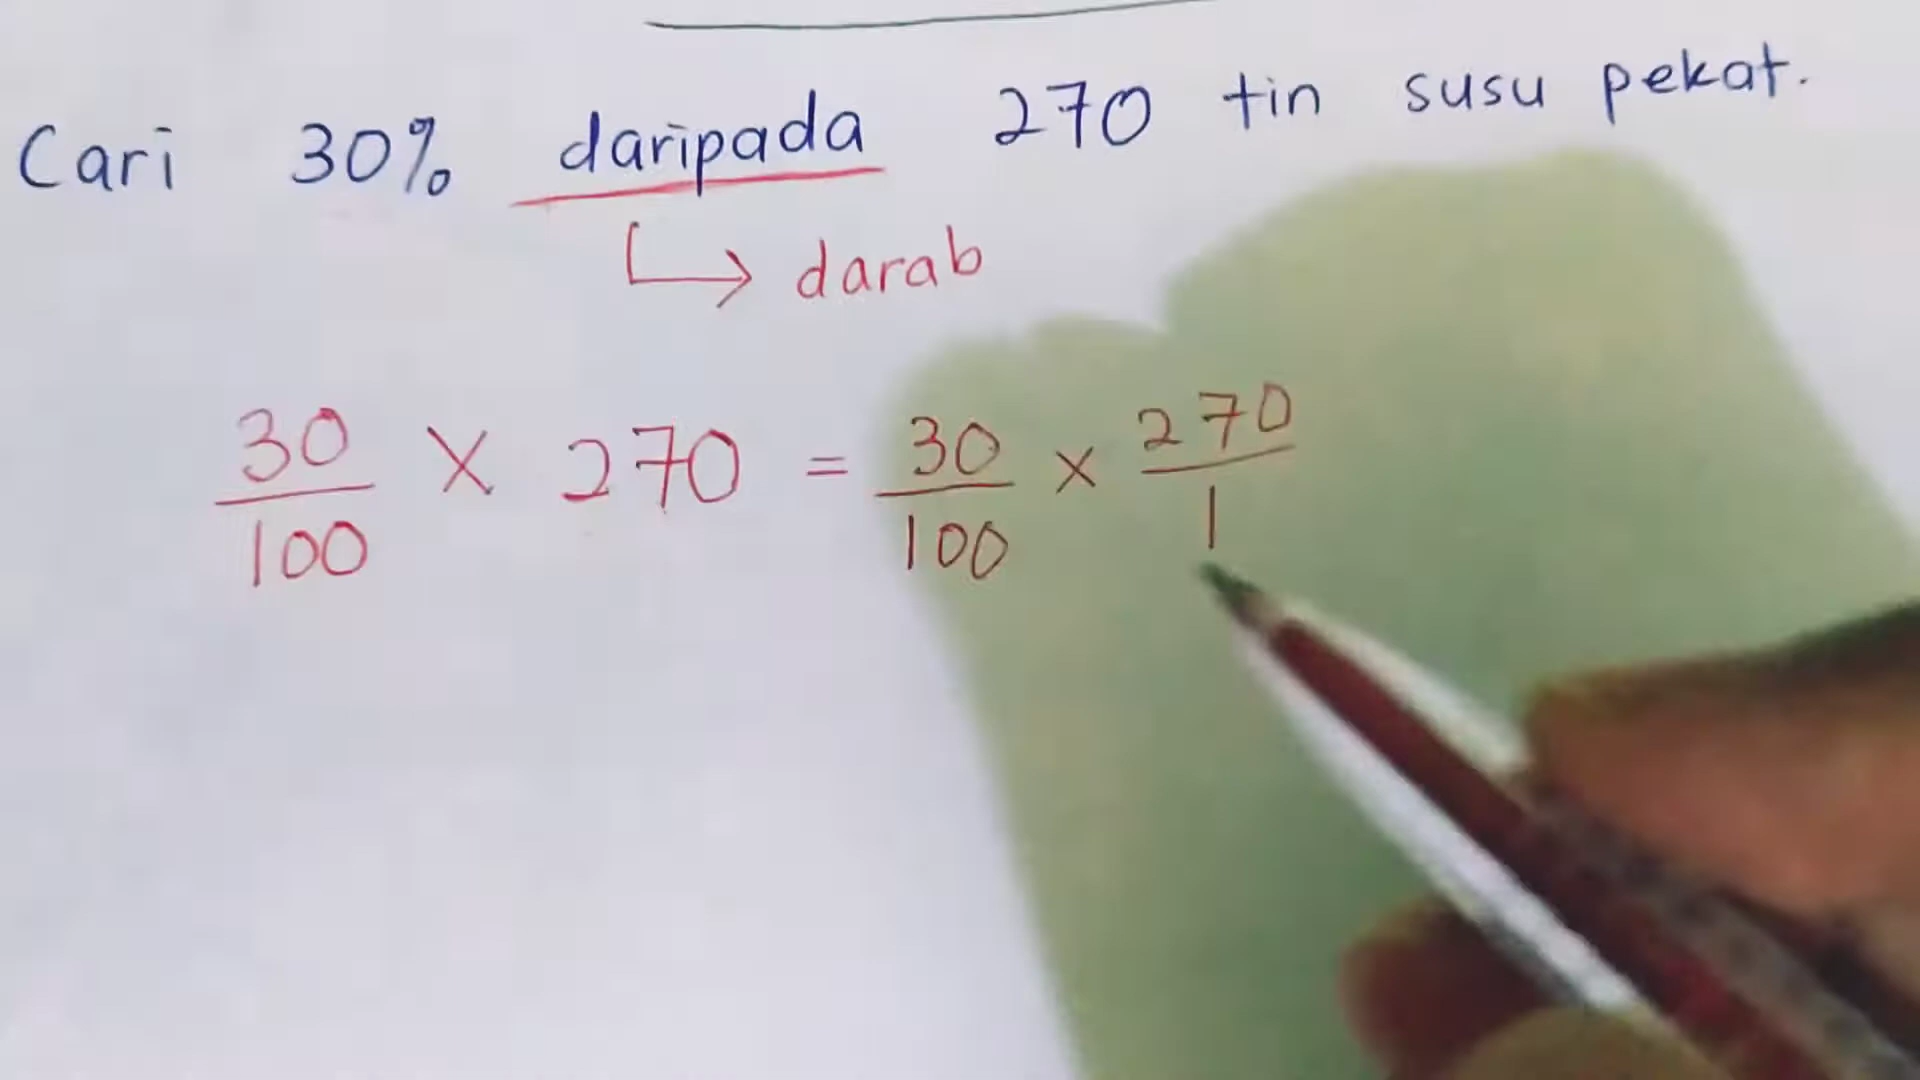 Cari 30% daripada 270 tin susu pekat.
darab
30/100 × 270 = 30/100 × 270/1